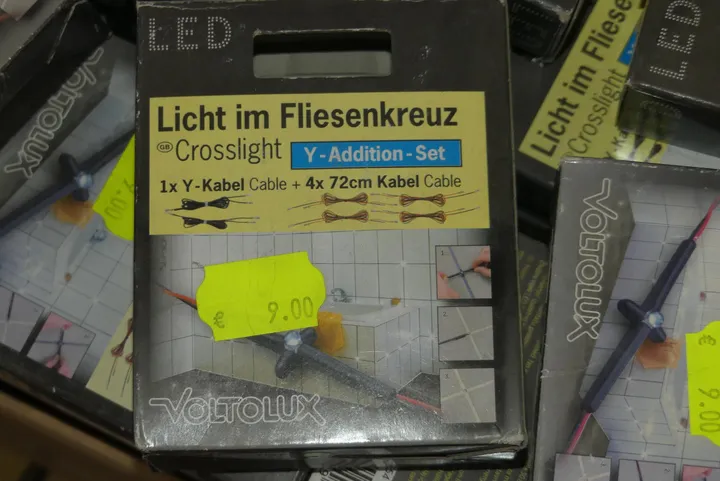 LED
Licht im Fliesenkreuz
GB Crosslight Y-Addition-Set
1x Y-Kabel Cable + 4x 72cm Kabel Cable
€ 9.00
VOLTOLUX
VOLTOLUX
9.00
LED
Licht im Fliese
Crosslight
VOLTOLUX
€ 9.00